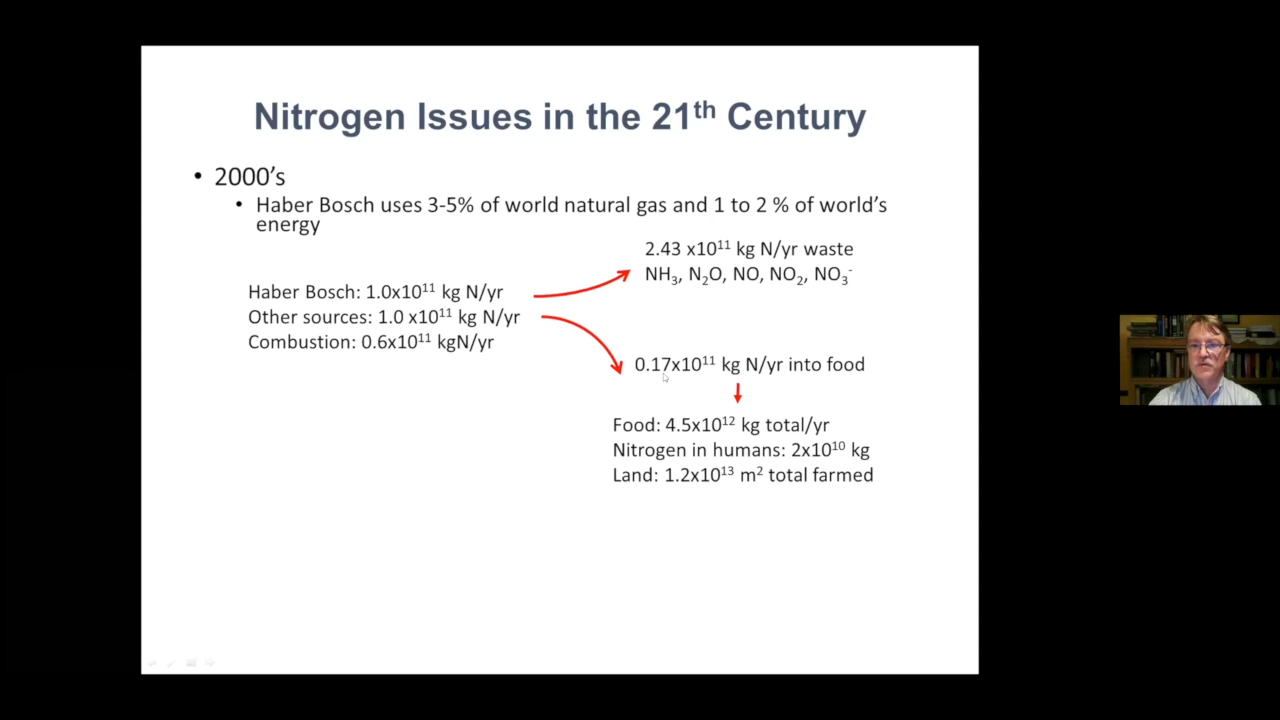 Nitrogen Issues in the 21th Century
• 2000's
• Haber Bosch uses 3-5% of world natural gas and 1 to 2 % of world's
energy
2.43 x10¹¹ kg N/yr waste
NH₃, N₂O, NO, NO₂, NO₃⁻
Haber Bosch: 1.0x10¹¹ kg N/yr
Other sources: 1.0 x10¹¹ kg N/yr
Combustion: 0.6x10¹¹ kgN/yr
0.17x10¹¹ kg N/yr into food
Food: 4.5x10¹² kg total/yr
Nitrogen in humans: 2x10¹⁰ kg
Land: 1.2x10¹³ m² total farmed